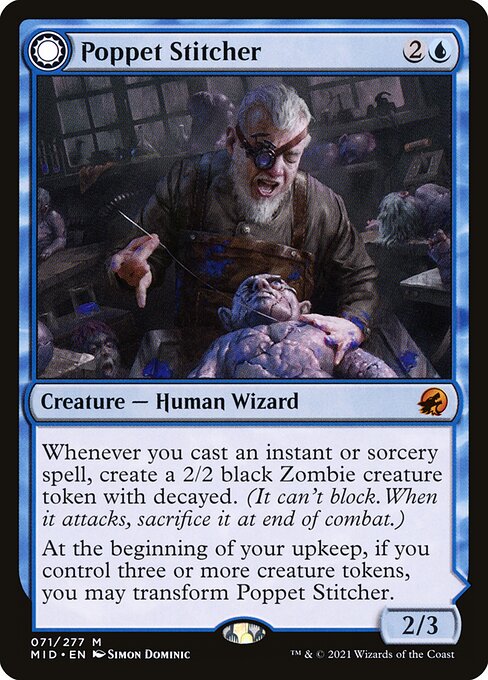 Poppet Stitcher 2
Creature — Human Wizard
Whenever you cast an instant or sorcery
spell, create a 2/2 black Zombie creature
token with decayed. (It can't block. When
it attacks, sacrifice it at end of combat.)
At the beginning of your upkeep, if you
control three or more creature tokens,
you may transform Poppet Stitcher.
2/3
071/277 M
MID • EN Simon Dominic
™ & © 2021 Wizards of the Coast